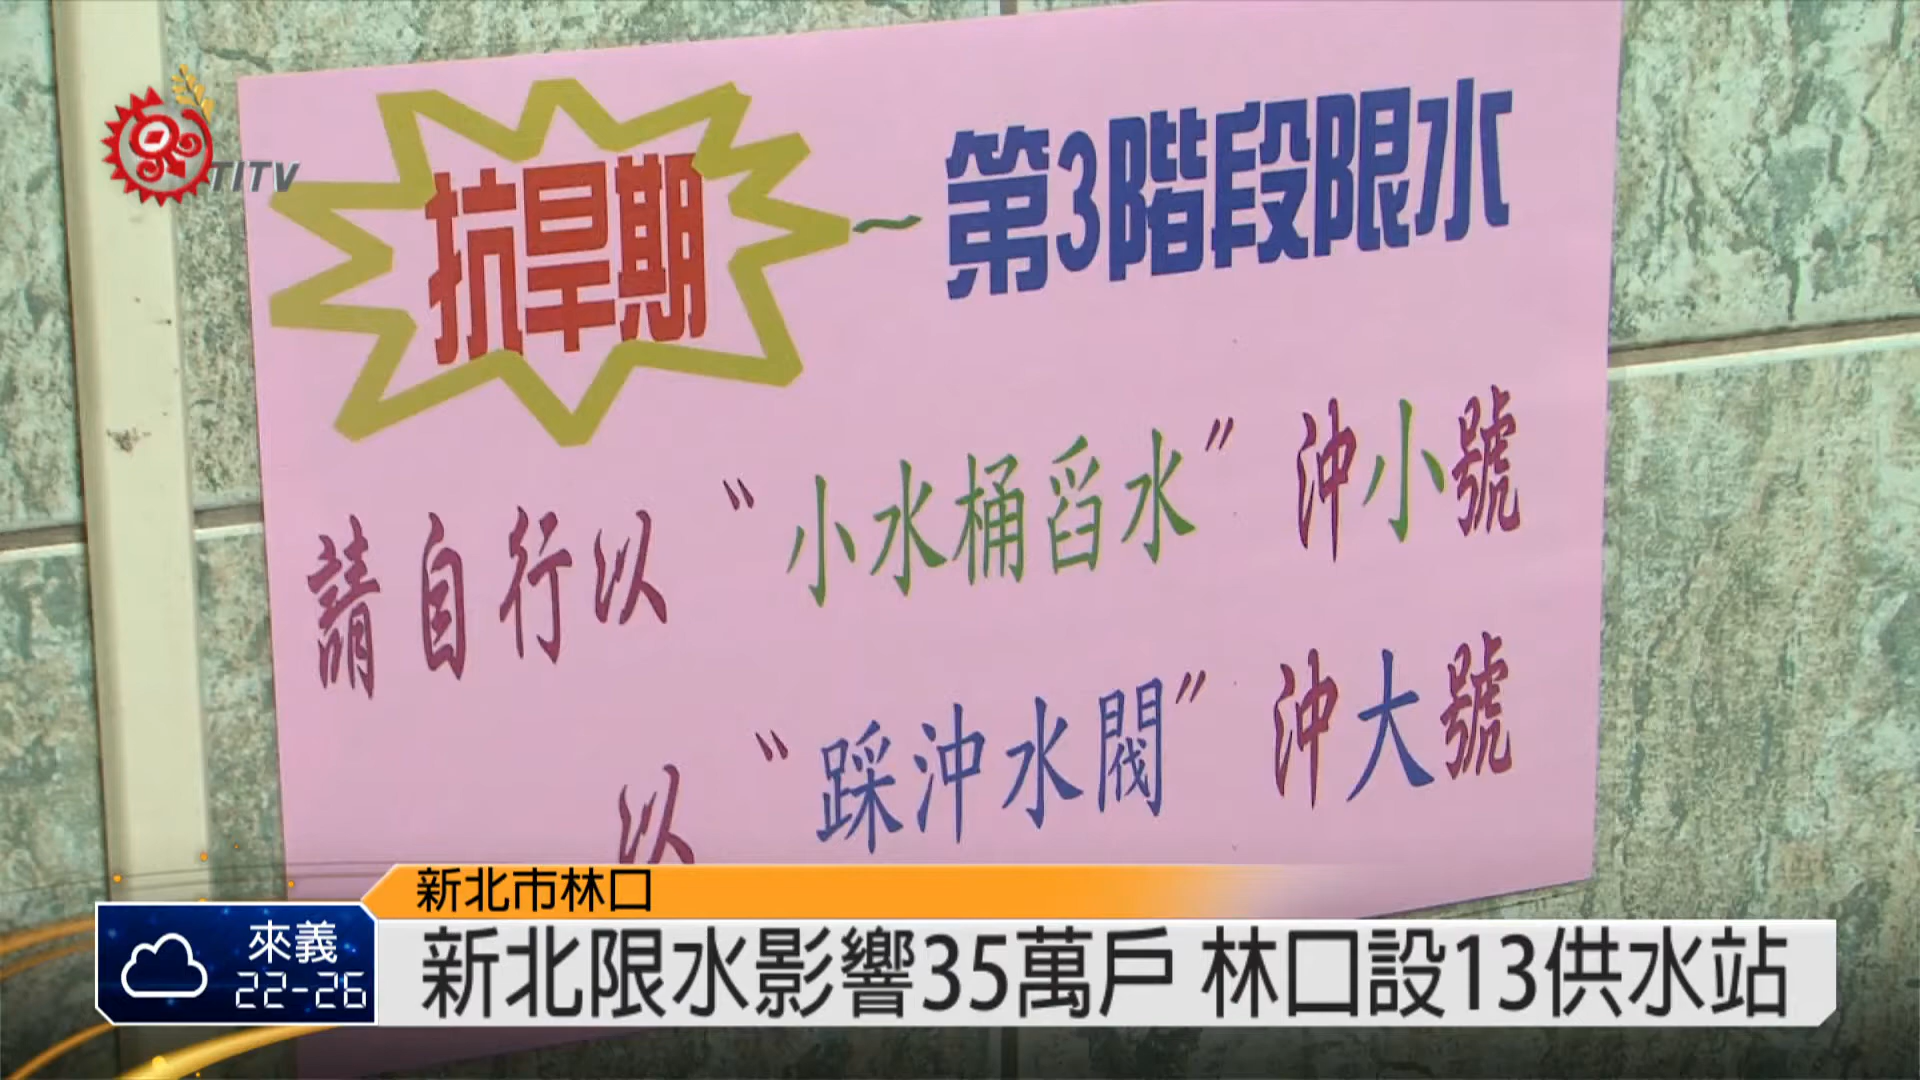 TITV
抗旱期
~第3階段限水
請自行以〝小水桶舀水〞沖小號
以〝踩沖水閥〞沖大號
新北市林口
來義
22-26
新北限水影響35萬戶 林口設13供水站